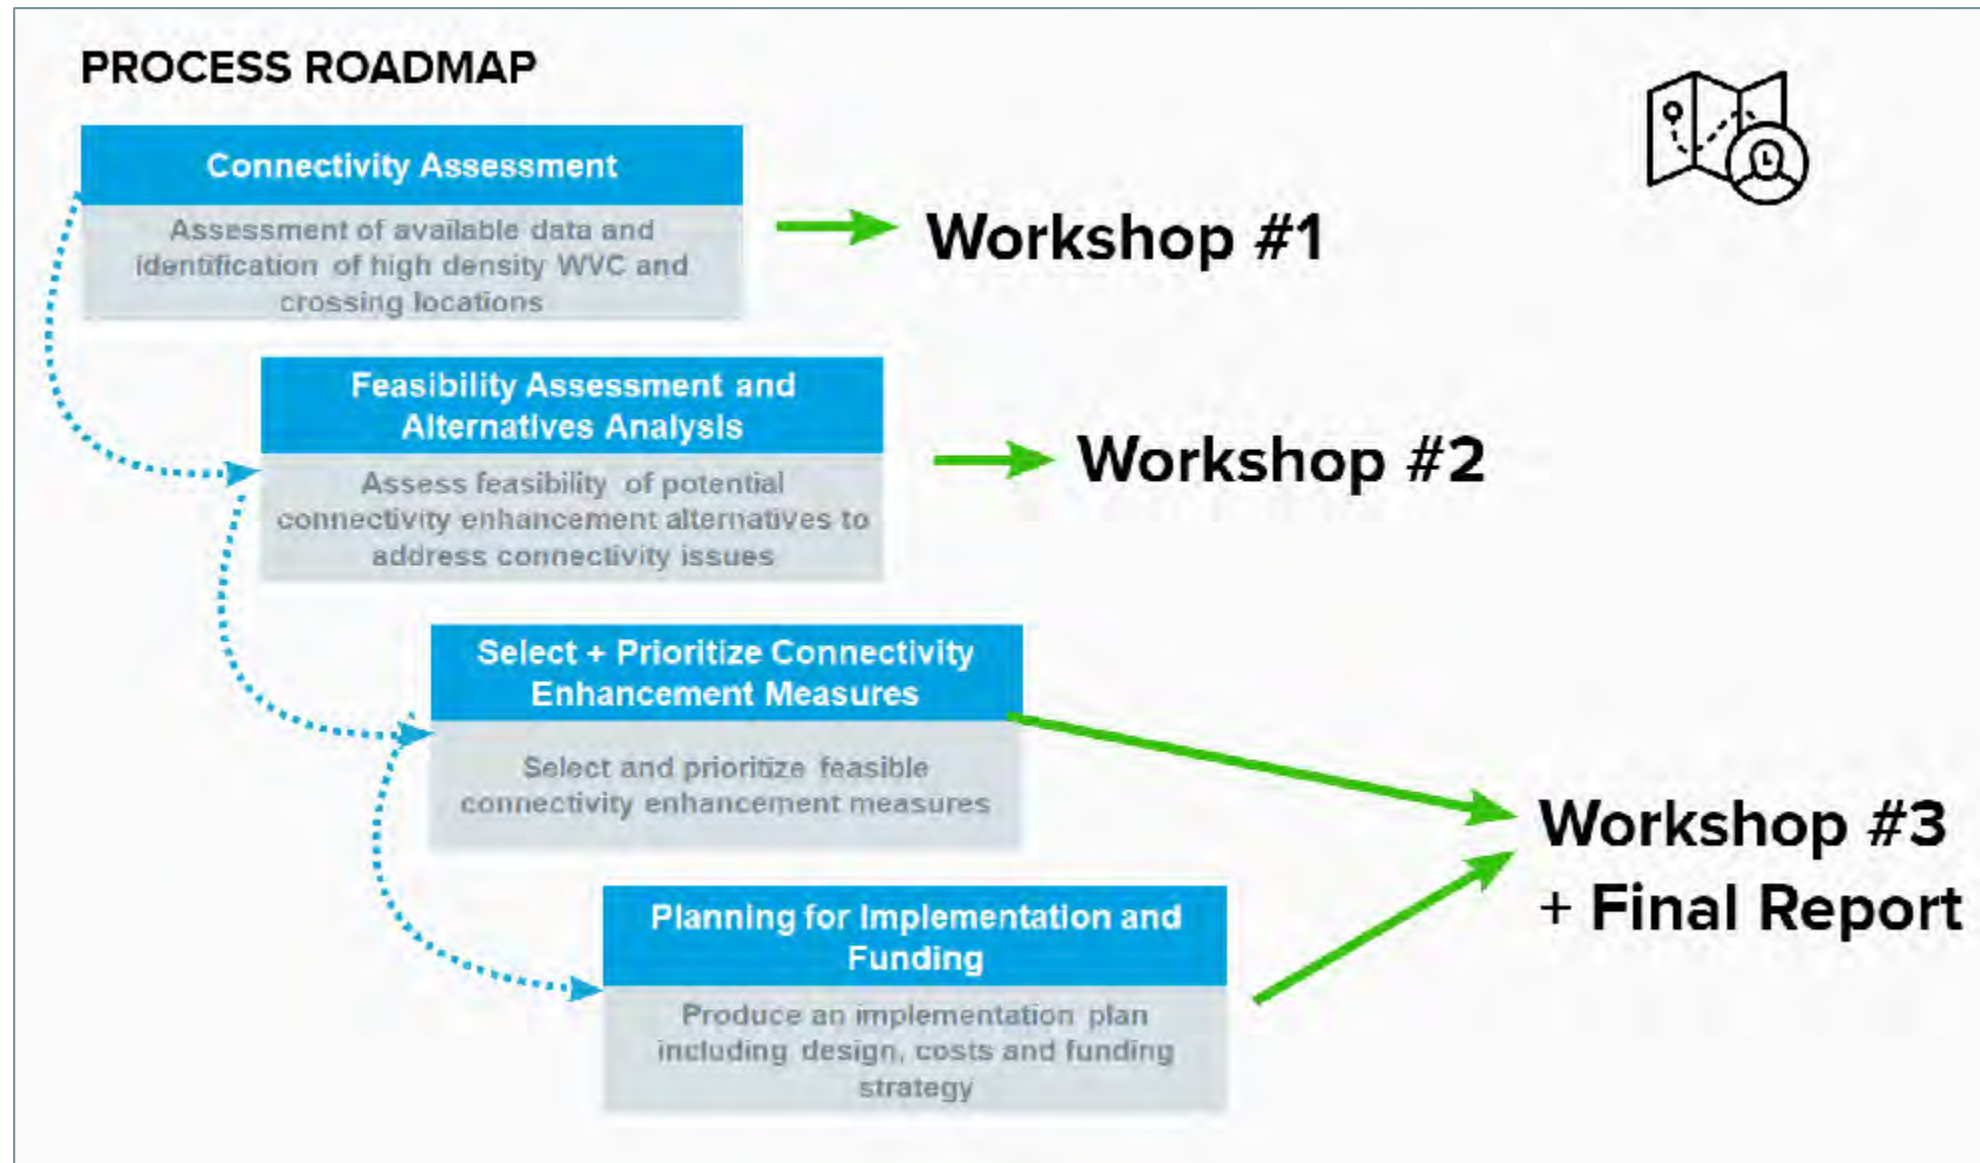 PROCESS ROADMAP
Connectivity Assessment
Assessment of available data and
identification of high density WVC and
crossing locations
Workshop #1
Feasibility Assessment and
Alternatives Analysis
Assess feasibility of potential
connectivity enhancement alternatives to
address connectivity issues
Workshop #2
Select + Prioritize Connectivity
Enhancement Measures
Select and prioritize feasible
connectivity enhancement measures
Workshop #3
+ Final Report
Planning for Implementation and
Funding
Produce an implementation plan
including design, costs and funding
strategy